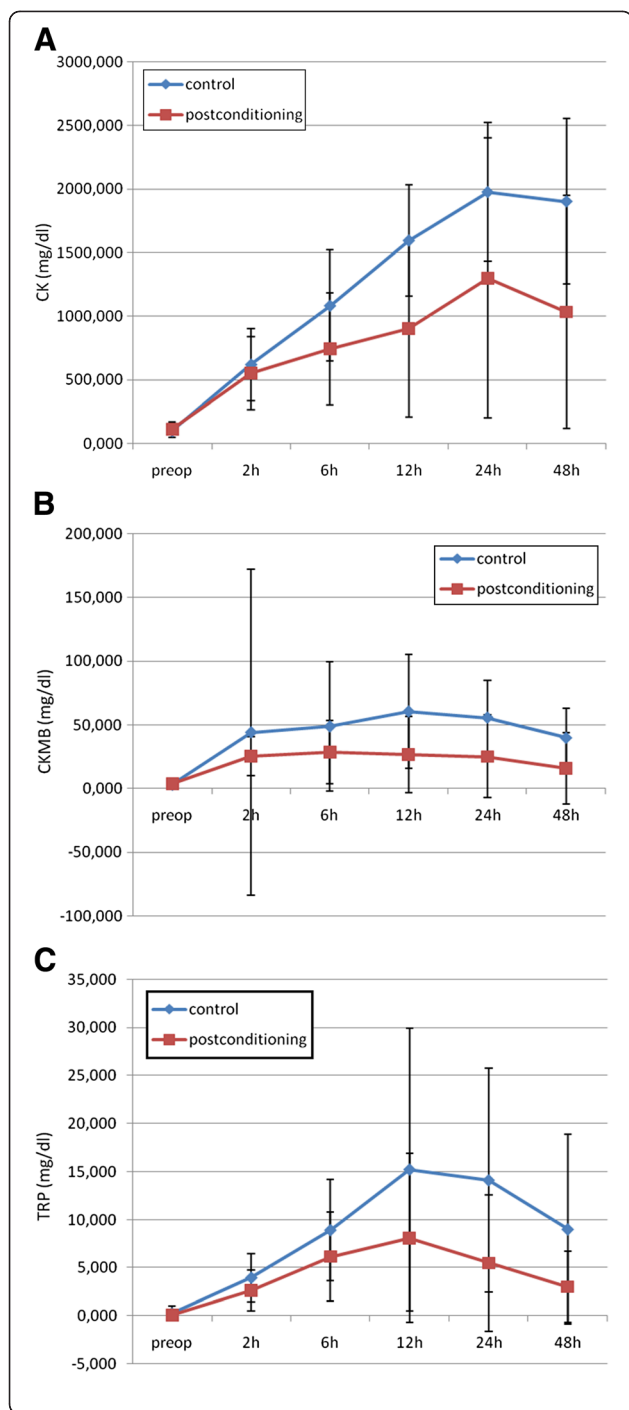 A
3000,000
control
postconditioning
2500,000
2000,000
1500,000
1000,000
500,000
0,000
CK (mg/dl)
preop 2h 6h 12h 24h 48h
B
200,000
control
postconditioning
150,000
100,000
50,000
0,000
CKMB (mg/dl)
preop 2h 6h 12h 24h 48h
-50,000
-100,000
C
35,000
control
postconditioning
30,000
25,000
20,000
15,000
10,000
5,000
0,000
TRP (mg/dl)
preop 2h 6h 12h 24h 48h
-5,000